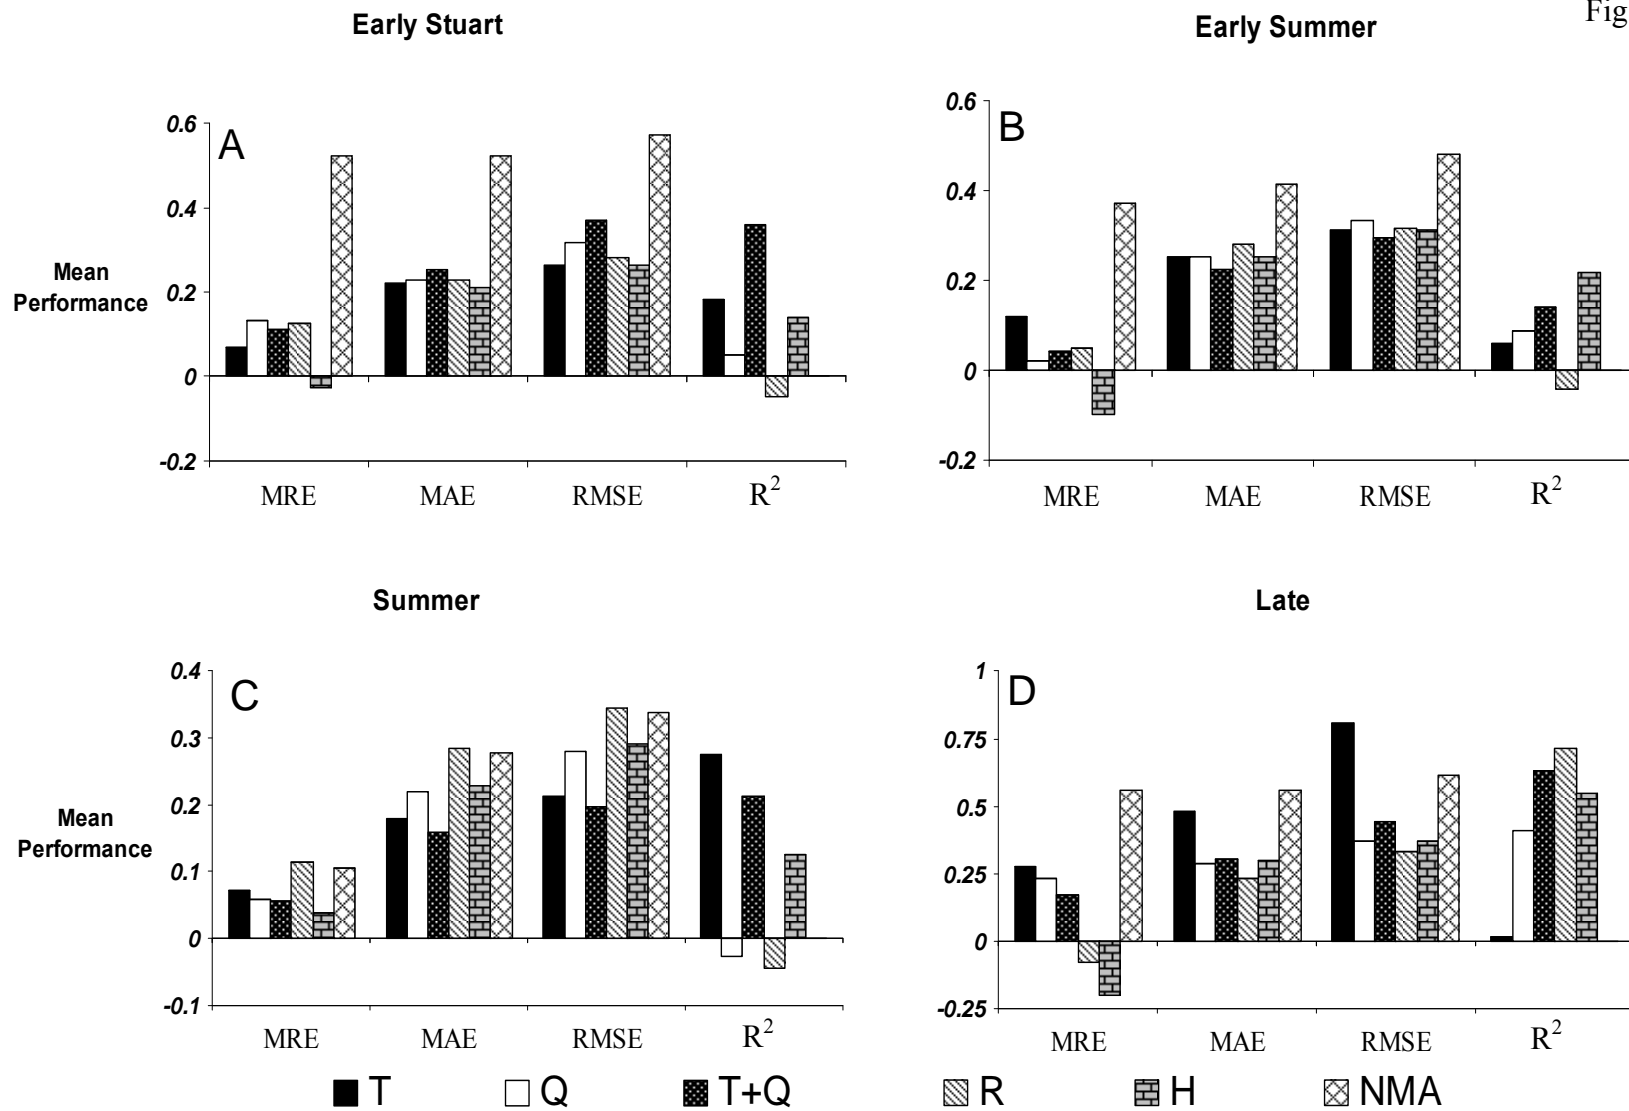 Fig
Early Stuart
Early Summer
A
0.6
0.4
0.2
0
-0.2
Mean
Performance
MRE MAE RMSE R²
B
0.6
0.4
0.2
0
-0.2
MRE MAE RMSE R²
Summer
Late
C
0.4
0.3
0.2
0.1
0
-0.1
Mean
Performance
MRE MAE RMSE R²
D
1
0.75
0.5
0.25
0
-0.25
MRE MAE RMSE R²
T Q T+Q R H NMA